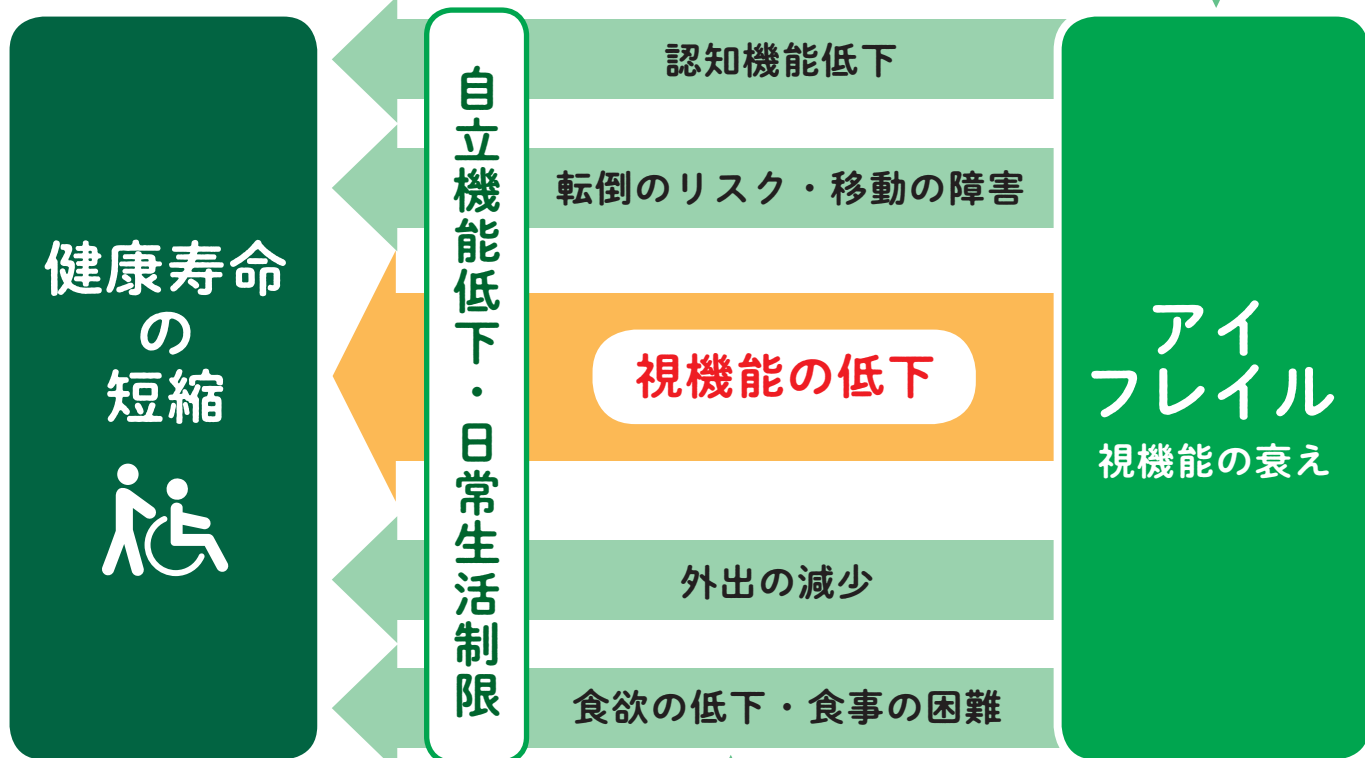 認知機能低下
転倒のリスク・移動の障害
視機能の低下
外出の減少
食欲の低下・食事の困難
自立機能低下・日常生活制限
健康寿命
の
短縮
アイ
フレイル
視機能の衰え